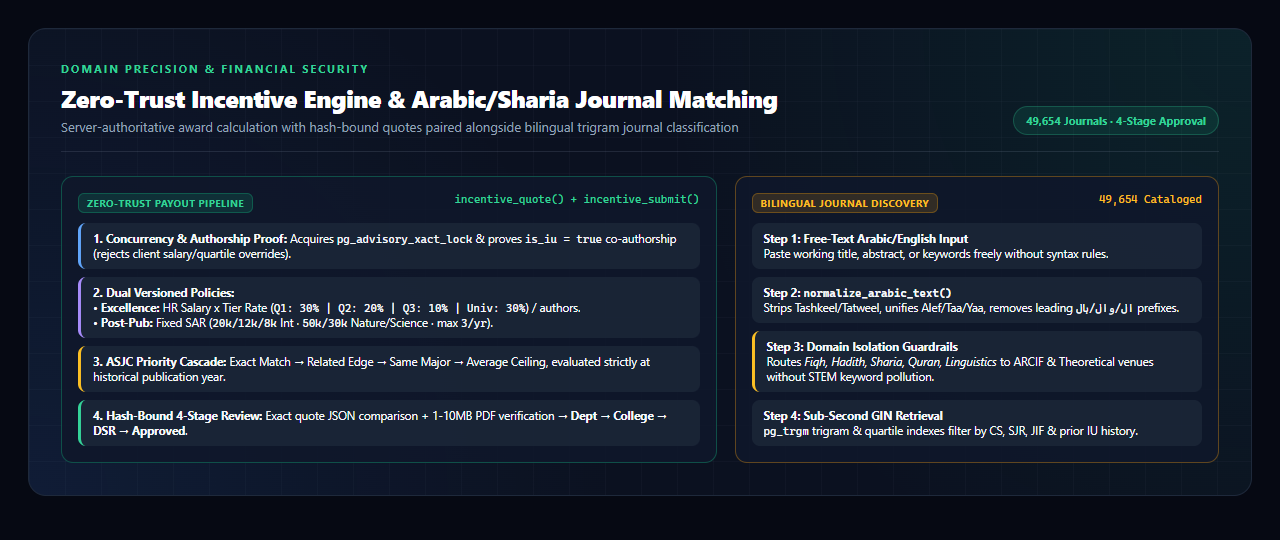 DOMAIN PRECISION & FINANCIAL SECURITY
Zero-Trust Incentive Engine & Arabic/Sharia Journal Matching
Server-authoritative award calculation with hash-bound quotes paired alongside bilingual trigram journal classification
49,654 Journals · 4-Stage Approval
ZERO-TRUST PAYOUT PIPELINE
incentive_quote() + incentive_submit()
1. Concurrency & Authorship Proof: Acquires pg_advisory_xact_lock & proves is_iu = true co-authorship
(rejects client salary/quartile overrides).
2. Dual Versioned Policies:
• Excellence: HR Salary x Tier Rate (Q1: 30% | Q2: 20% | Q3: 10% | Univ: 30%) / authors.
• Post-Pub: Fixed SAR (20k/12k/8k Int · 50k/30k Nature/Science · max 3/yr).
3. ASJC Priority Cascade: Exact Match → Related Edge → Same Major → Average Ceiling, evaluated strictly at
historical publication year.
4. Hash-Bound 4-Stage Review: Exact quote JSON comparison + 1-10MB PDF verification → Dept → College →
DSR → Approved.
BILINGUAL JOURNAL DISCOVERY
49,654 Cataloged
Step 1: Free-Text Arabic/English Input
Paste working title, abstract, or keywords freely without syntax rules.
Step 2: normalize_arabic_text()
Strips Tashkeel/Tatweel, unifies Alef/Taa/Yaa, removes leading ال/وال/بال prefixes.
Step 3: Domain Isolation Guardrails
Routes Fiqh, Hadith, Sharia, Quran, Linguistics to ARCIF & Theoretical venues
without STEM keyword pollution.
Step 4: Sub-Second GIN Retrieval
pg_trgm trigram & quartile indexes filter by CS, SJR, JIF & prior IU history.